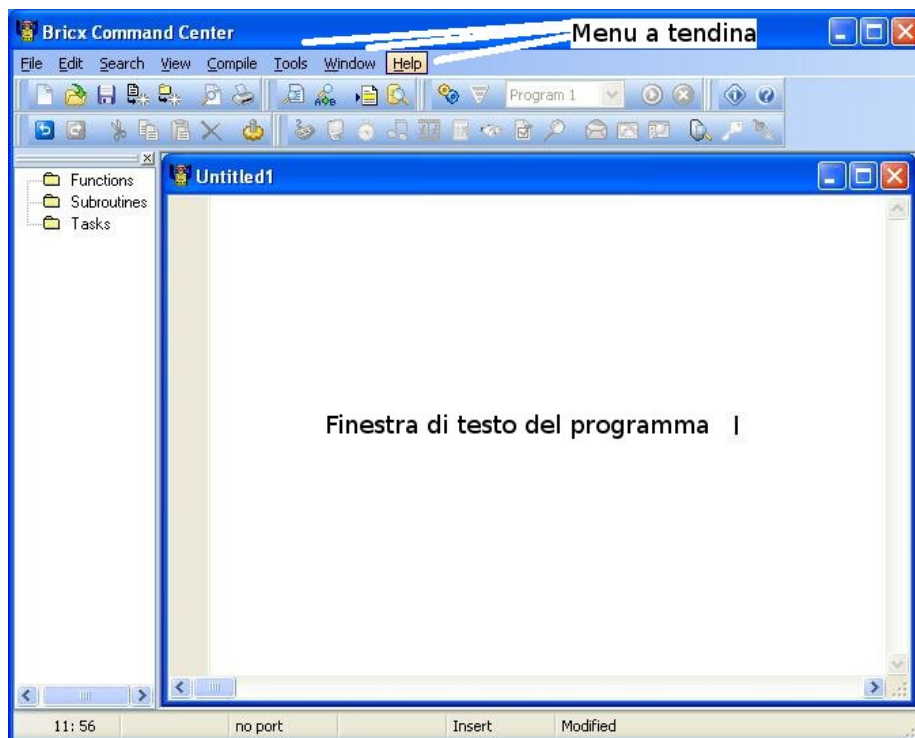 Bricx Command Center
Menu a tendina
File Edit Search View Compile Tools Window Help
Program 1
Functions
Subroutines
Tasks
Untitled1
Finestra di testo del programma
11: 56 no port Insert Modified